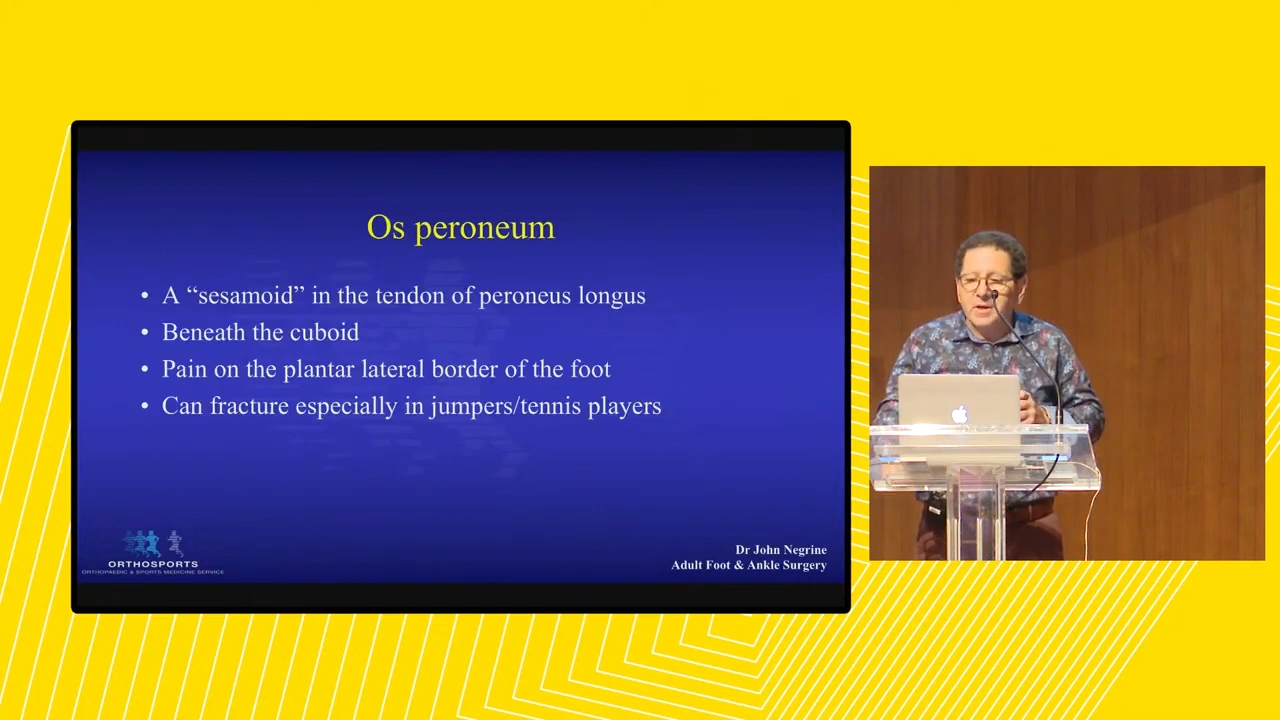 Os peroneum
• A “sesamoid” in the tendon of peroneus longus
• Beneath the cuboid
• Pain on the plantar lateral border of the foot
• Can fracture especially in jumpers/tennis players
ORTHOSPORTS
ORTHOPAEDIC & SPORTS MEDICINE SERVICE
Dr John Negrine
Adult Foot & Ankle Surgery